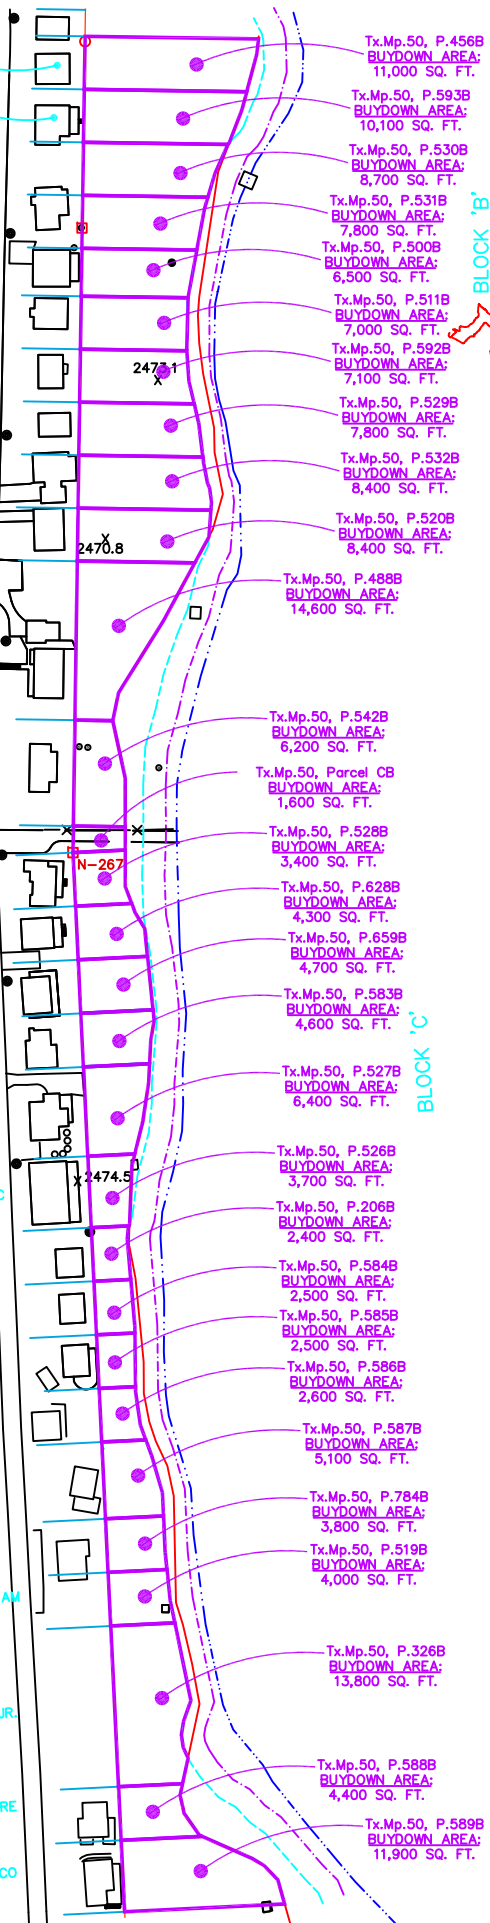 Tx.Mp.50, P.456B
BUYDOWN AREA:
11,000 SQ. FT.
Tx.Mp.50, P.593B
BUYDOWN AREA:
10,100 SQ. FT.
Tx.Mp.50, P.530B
BUYDOWN AREA:
8,700 SQ. FT.
Tx.Mp.50, P.531B
BUYDOWN AREA:
7,800 SQ. FT.
BLOCK 'B'
Tx.Mp.50, P.500B
BUYDOWN AREA:
6,500 SQ. FT.
Tx.Mp.50, P.511B
BUYDOWN AREA:
7,000 SQ. FT.
Tx.Mp.50, P.592B
BUYDOWN AREA:
7,100 SQ. FT.
2473.1
X
Tx.Mp.50, P.529B
BUYDOWN AREA:
7,800 SQ. FT.
Tx.Mp.50, P.532B
BUYDOWN AREA:
8,400 SQ. FT.
Tx.Mp.50, P.520B
BUYDOWN AREA:
8,400 SQ. FT.
X
2470.8
Tx.Mp.50, P.488B
BUYDOWN AREA:
14,600 SQ. FT.
Tx.Mp.50, P.542B
BUYDOWN AREA:
6,200 SQ. FT.
Tx.Mp.50, Parcel CB
BUYDOWN AREA:
1,600 SQ. FT.
Tx.Mp.50, P.528B
BUYDOWN AREA:
3,400 SQ. FT.
N-267
Tx.Mp.50, P.628B
BUYDOWN AREA:
4,300 SQ. FT.
Tx.Mp.50, P.659B
BUYDOWN AREA:
4,700 SQ. FT.
Tx.Mp.50, P.583B
BUYDOWN AREA:
4,600 SQ. FT.
BLOCK 'C'
Tx.Mp.50, P.527B
BUYDOWN AREA:
6,400 SQ. FT.
Tx.Mp.50, P.526B
BUYDOWN AREA:
3,700 SQ. FT.
X 2474.5
Tx.Mp.50, P.206B
BUYDOWN AREA:
2,400 SQ. FT.
Tx.Mp.50, P.584B
BUYDOWN AREA:
2,500 SQ. FT.
Tx.Mp.50, P.585B
BUYDOWN AREA:
2,500 SQ. FT.
Tx.Mp.50, P.586B
BUYDOWN AREA:
2,600 SQ. FT.
Tx.Mp.50, P.587B
BUYDOWN AREA:
5,100 SQ. FT.
Tx.Mp.50, P.784B
BUYDOWN AREA:
3,800 SQ. FT.
Tx.Mp.50, P.519B
BUYDOWN AREA:
4,000 SQ. FT.
AM
Tx.Mp.50, P.326B
BUYDOWN AREA:
13,800 SQ. FT.
JR.
Tx.Mp.50, P.588B
BUYDOWN AREA:
4,400 SQ. FT.
RE
Tx.Mp.50, P.589B
BUYDOWN AREA:
11,900 SQ. FT.
CO